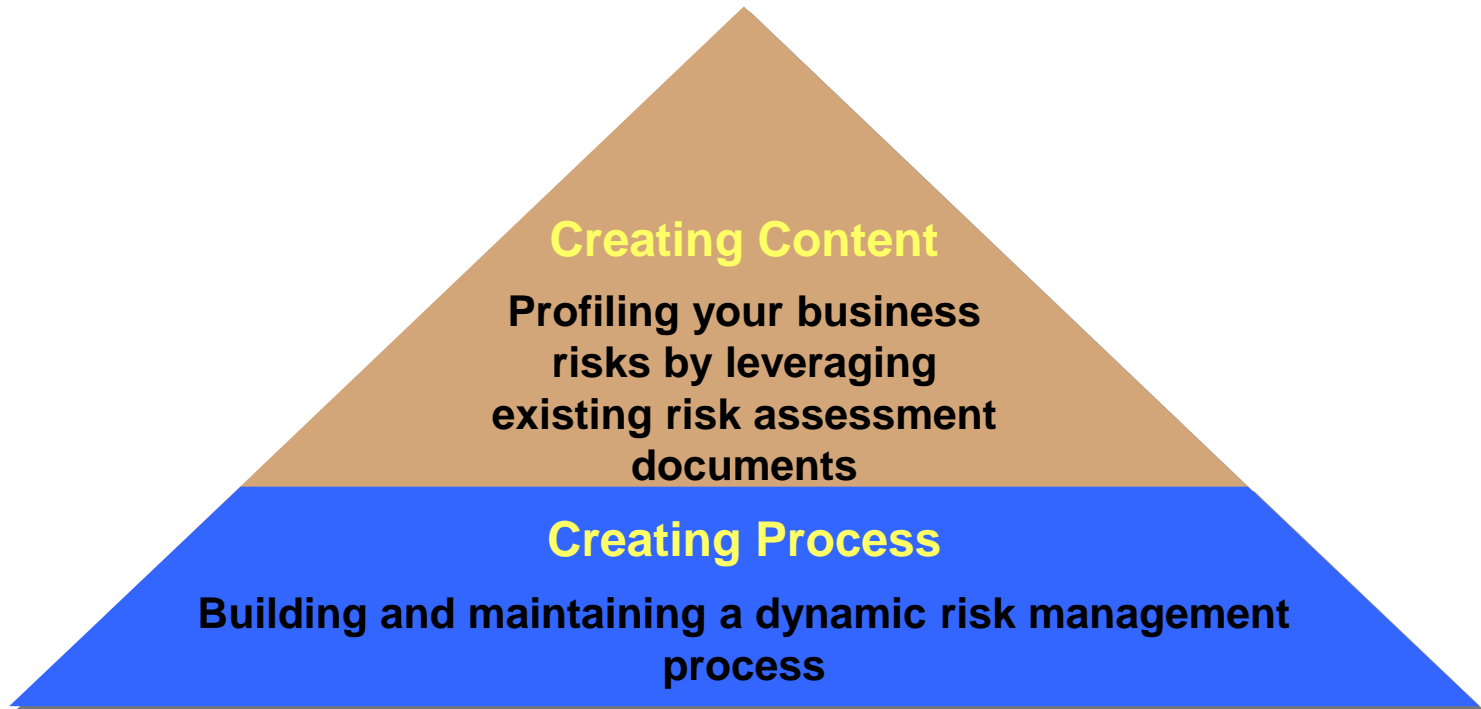 Creating Content
Profiling your business
risks by leveraging
existing risk assessment
documents
Creating Process
Building and maintaining a dynamic risk management
process